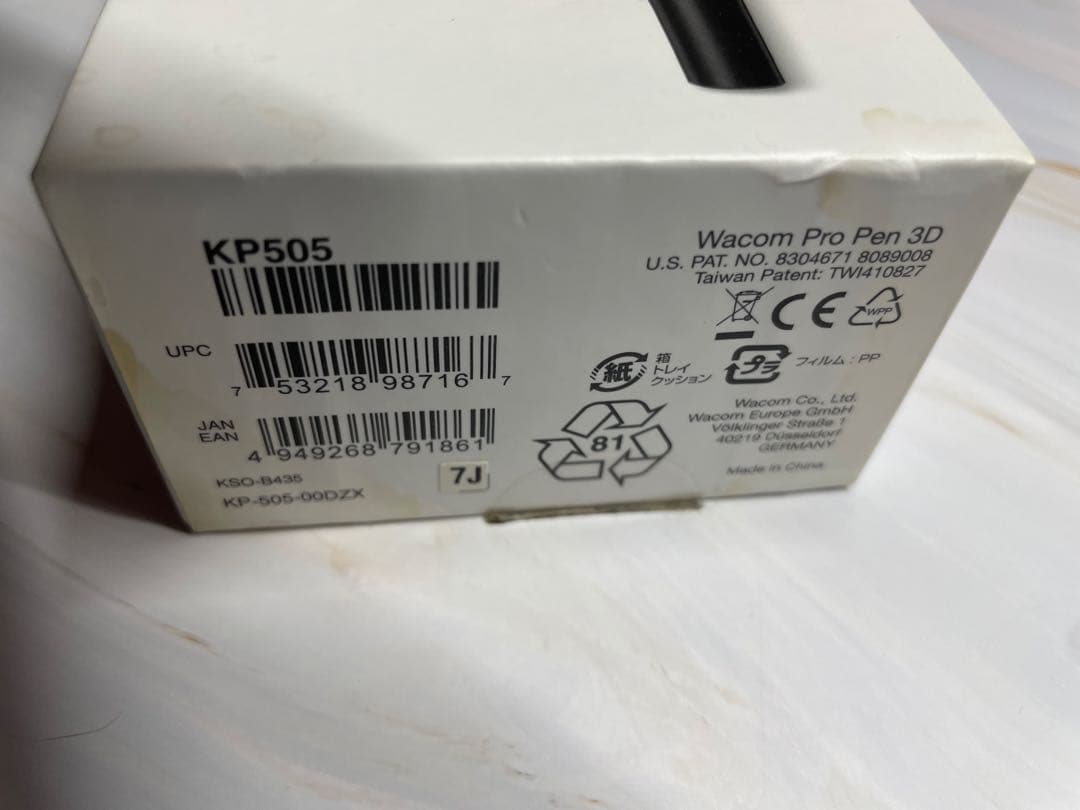 KP505
UPC
7 53218 98716 7
JAN
EAN
4 949268 791861
KSO-B435
KP-505-00DZX
7J
Wacom Pro Pen 3D
U.S. PAT. NO. 8304671 8089008
Taiwan Patent: TWI410827
CE
WPP
紙
箱
トレイ
クッション
プラ
フィルム : PP
81
Wacom Co., Ltd.
Wacom Europe GmbH
Völklinger Straße 1
40219 Düsseldorf
GERMANY
Made in China